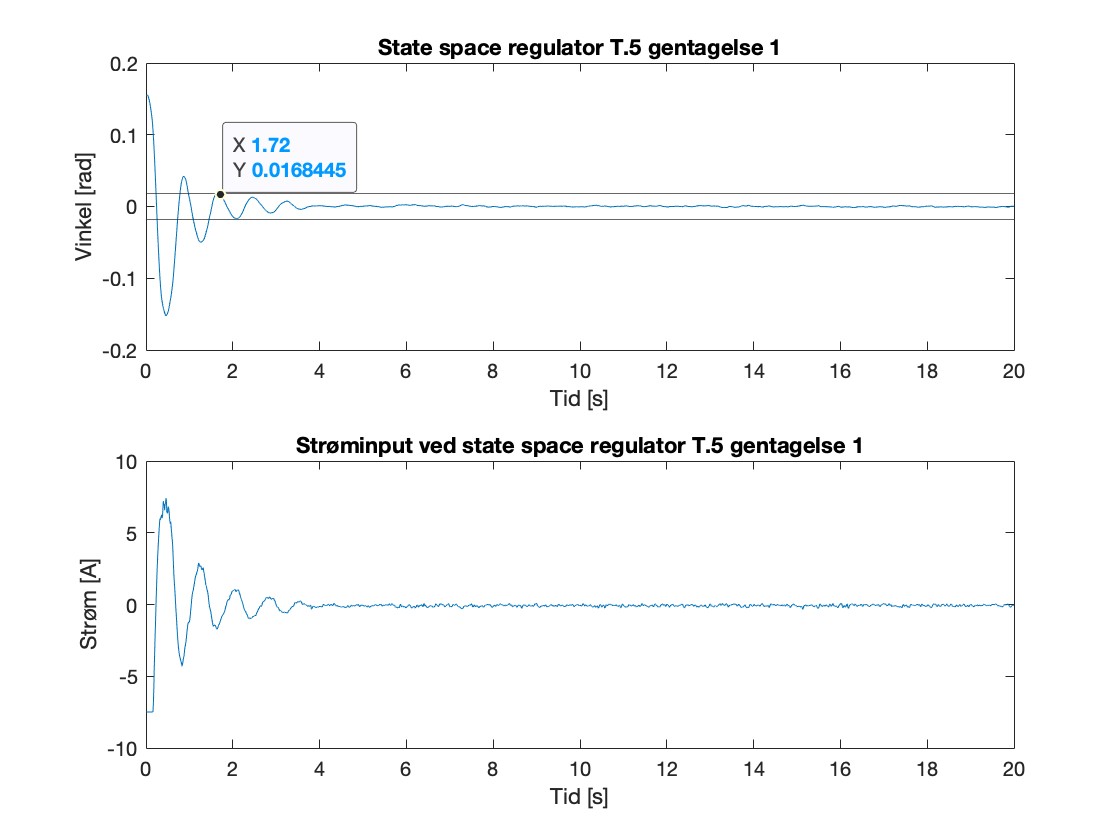 State space regulator T.5 gentagelse 1
0.2
0.1
0
-0.1
-0.2
Vinkel [rad]
X 1.72
Y 0.0168445
0 2 4 6 8 10 12 14 16 18 20
Tid [s]
Strøminput ved state space regulator T.5 gentagelse 1
10
5
0
-5
-10
Strøm [A]
0 2 4 6 8 10 12 14 16 18 20
Tid [s]